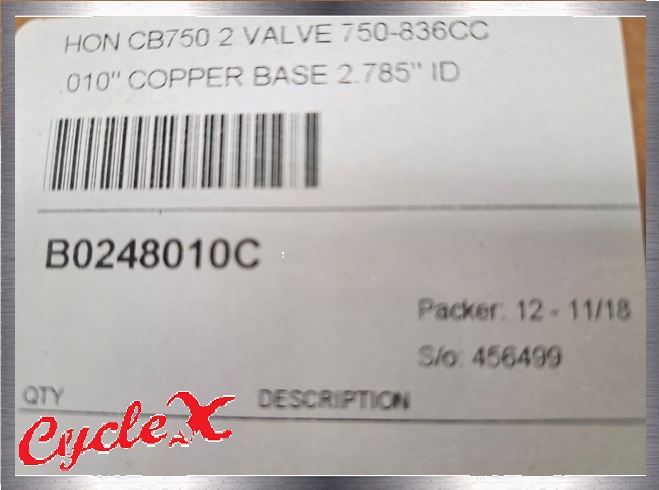 HON CB750 2 VALVE 750-836CC
.010" COPPER BASE 2.785" ID
B0248010C
Packer: 12 - 11/18
S/o: 456499
QTY DESCRIPTION
CycleX